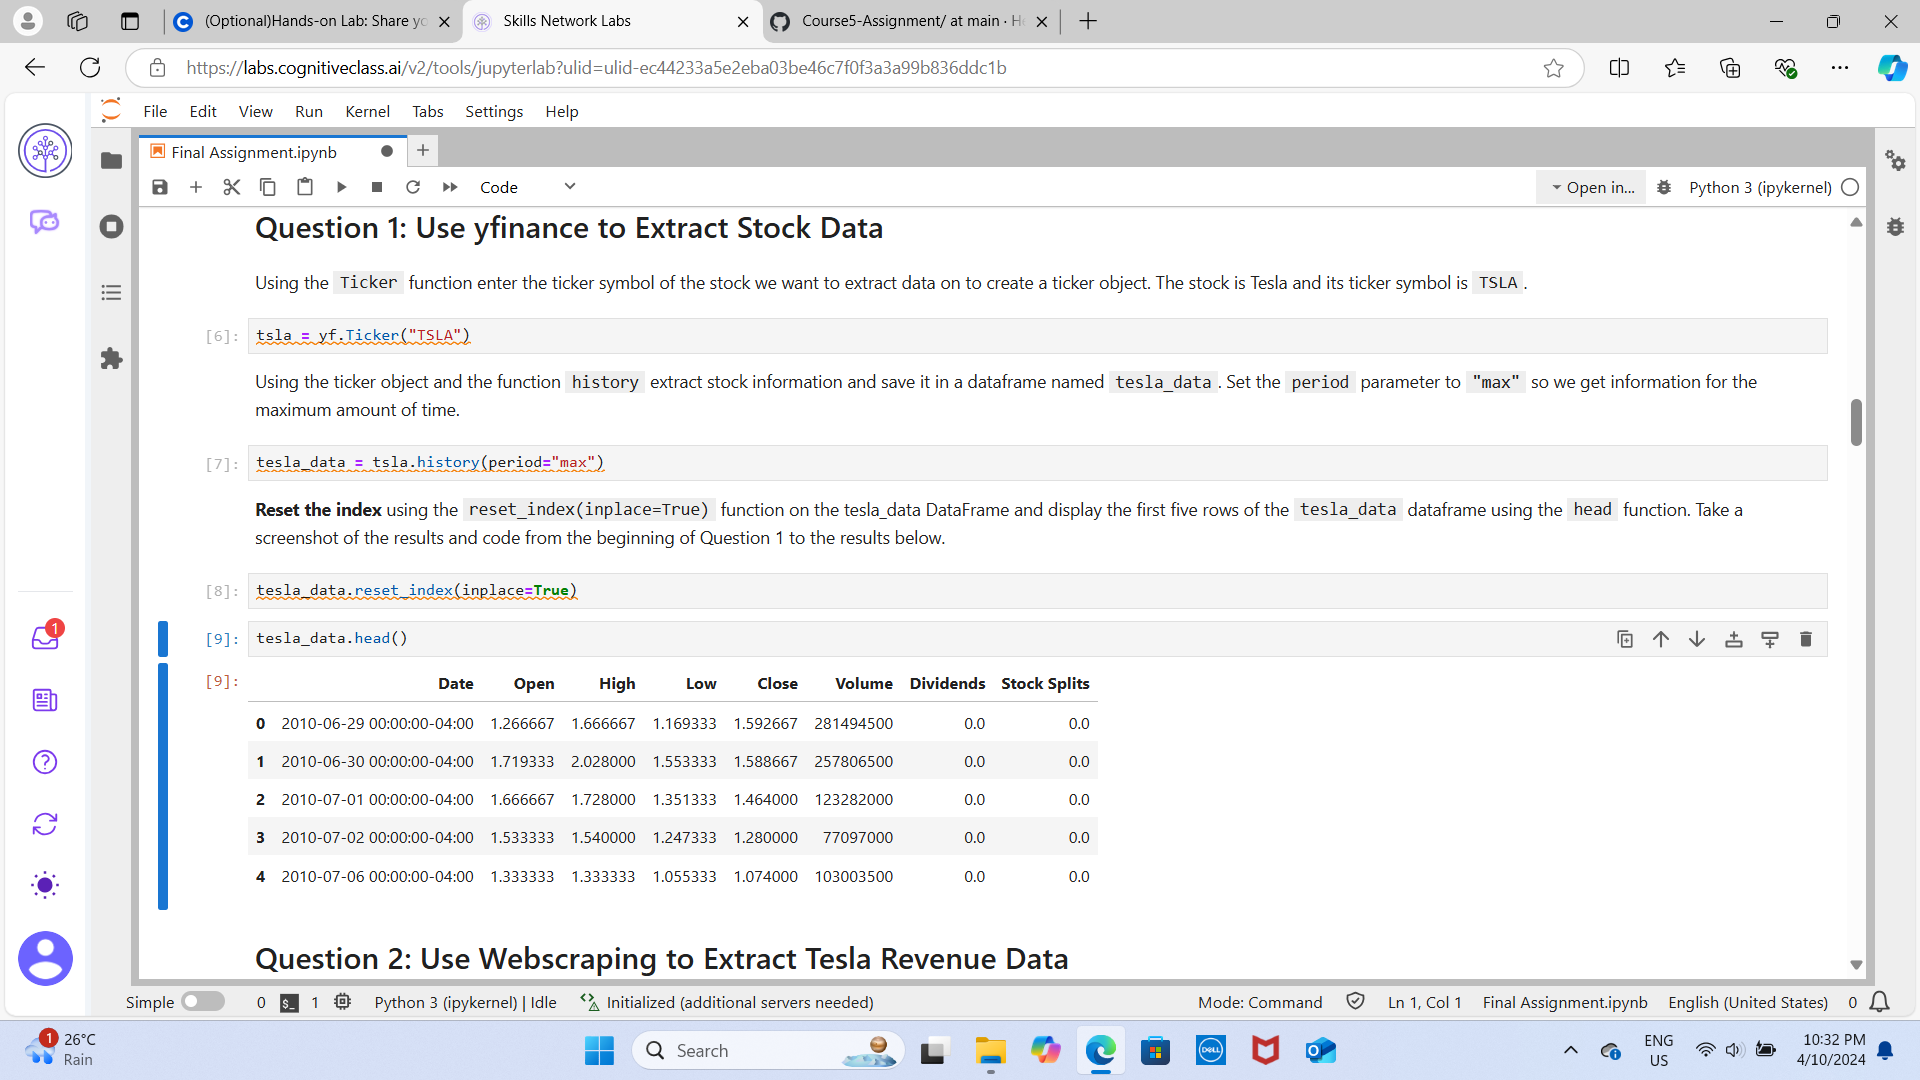 (Optional)Hands-on Lab: Share yo
Skills Network Labs
Course5-Assignment/ at main · He
https://labs.cognitiveclass.ai/v2/tools/jupyterlab?ulid=ulid-ec44233a5e2eba03be46c7f0f3a3a99b836ddc1b
File Edit View Run Kernel Tabs Settings Help
Final Assignment.ipynb
Code
Open in...
Python 3 (ipykernel)
Question 1: Use yfinance to Extract Stock Data
Using the Ticker function enter the ticker symbol of the stock we want to extract data on to create a ticker object. The stock is Tesla and its ticker symbol is TSLA.
[6]: tsla = yf.Ticker("TSLA")
Using the ticker object and the function history extract stock information and save it in a dataframe named tesla_data. Set the period parameter to "max" so we get information for the
maximum amount of time.
[7]: tesla_data = tsla.history(period="max")
Reset the index using the reset_index(inplace=True) function on the tesla_data DataFrame and display the first five rows of the tesla_data dataframe using the head function. Take a
screenshot of the results and code from the beginning of Question 1 to the results below.
[8]: tesla_data.reset_index(inplace=True)
[9]: tesla_data.head()
[9]: Date Open High Low Close Volume Dividends Stock Splits
0 2010-06-29 00:00:00-04:00 1.266667 1.666667 1.169333 1.592667 281494500 0.0 0.0
1 2010-06-30 00:00:00-04:00 1.719333 2.028000 1.553333 1.588667 257806500 0.0 0.0
2 2010-07-01 00:00:00-04:00 1.666667 1.728000 1.351333 1.464000 123282000 0.0 0.0
3 2010-07-02 00:00:00-04:00 1.533333 1.540000 1.247333 1.280000 77097000 0.0 0.0
4 2010-07-06 00:00:00-04:00 1.333333 1.333333 1.055333 1.074000 103003500 0.0 0.0
Question 2: Use Webscraping to Extract Tesla Revenue Data
1
Simple 0 1 Python 3 (ipykernel) | Idle Initialized (additional servers needed) Mode: Command Ln 1, Col 1 Final Assignment.ipynb English (United States) 0
1
26°C
Rain
Search
DELL
ENG
US
10:32 PM
4/10/2024